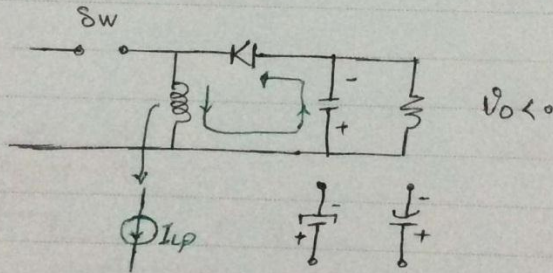 SW
-
+
V₀ < 0
I_Lp
+ -
- +